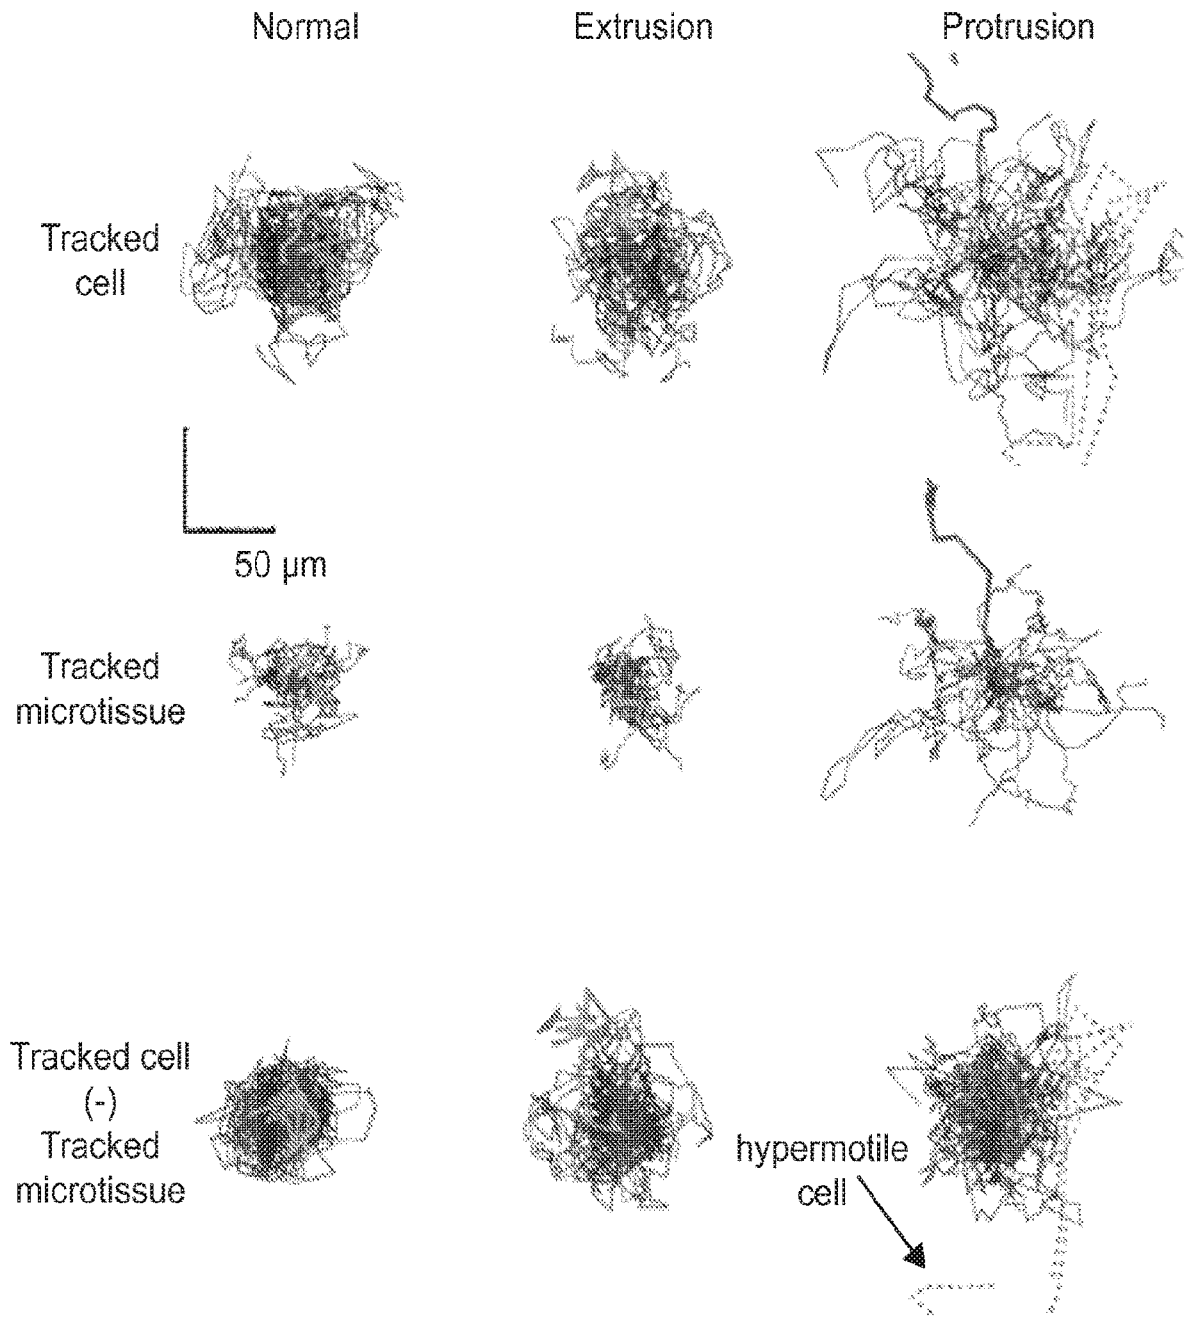 Normal
Extrusion
Protrusion
Tracked
cell
50 µm
Tracked
microtissue
Tracked cell
(-)
Tracked
microtissue
hypermotile
cell